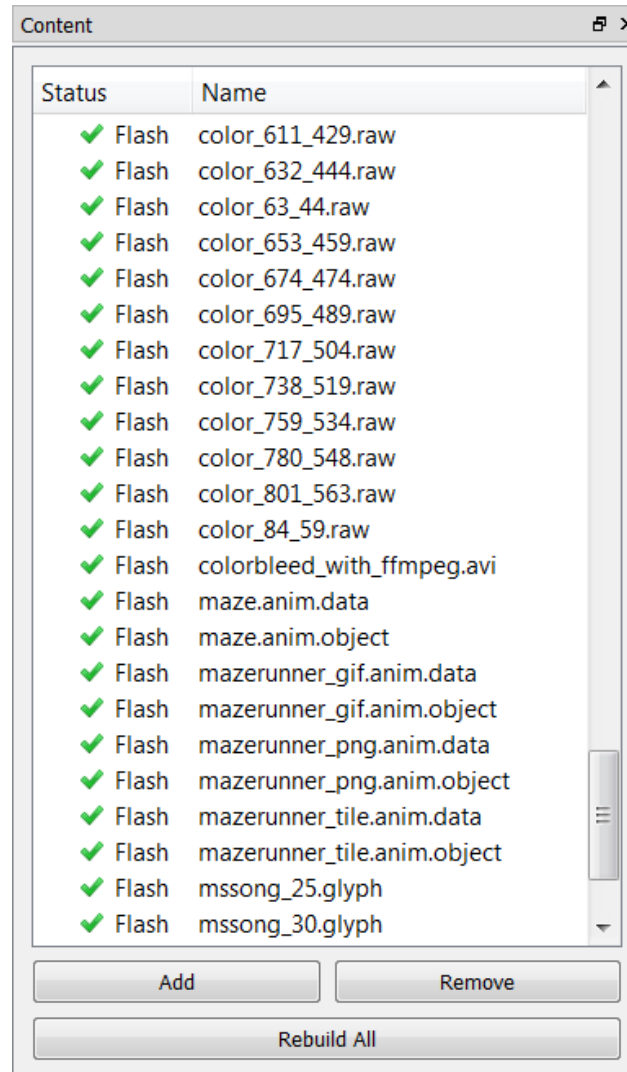 Content
Status Name
Flash color_611_429.raw
Flash color_632_444.raw
Flash color_63_44.raw
Flash color_653_459.raw
Flash color_674_474.raw
Flash color_695_489.raw
Flash color_717_504.raw
Flash color_738_519.raw
Flash color_759_534.raw
Flash color_780_548.raw
Flash color_801_563.raw
Flash color_84_59.raw
Flash colorbleed_with_ffmpeg.avi
Flash maze.anim.data
Flash maze.anim.object
Flash mazerunner_gif.anim.data
Flash mazerunner_gif.anim.object
Flash mazerunner_png.anim.data
Flash mazerunner_png.anim.object
Flash mazerunner_tile.anim.data
Flash mazerunner_tile.anim.object
Flash mssong_25.glyph
Flash mssong_30.glyph
Add Remove
Rebuild All